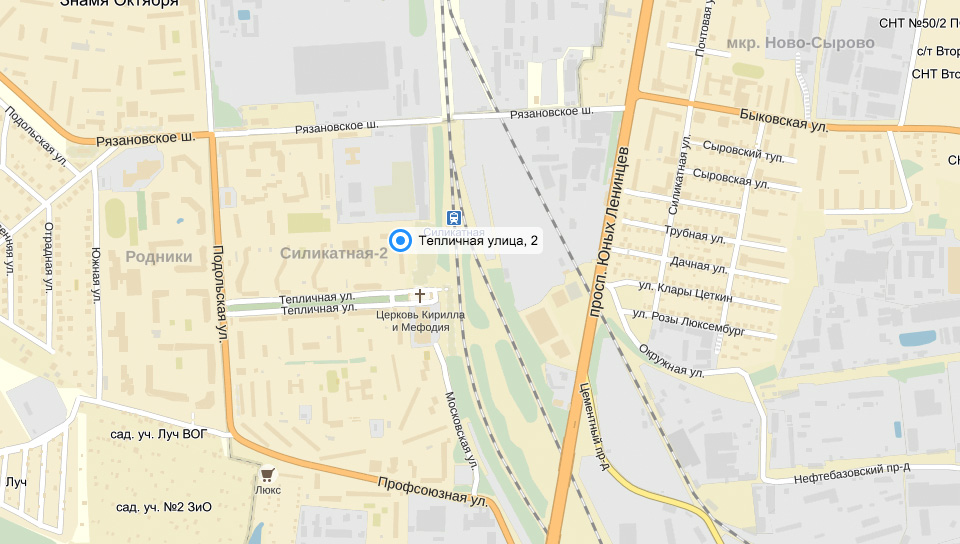 Знамя Октября
Почтовая ул.
СНТ №50/2 П
мкр. Ново-Сырово
с/т Втор
СНТ Вто
Подольская ул.
Рязановское ш.
Рязановское ш.
Рязановское ш.
Быковская ул.
Сыровский туп.
СН
Сыровская ул.
Силикатная ул.
просп. Юных Ленинцев
Отрадная ул.
Южная ул.
Родники
Подольская ул.
Силикатная-2
Силикатная
Тепличная улица, 2
Трубная ул.
Дачная ул.
ул. Клары Цеткин
ул. Розы Люксембург
Тепличная ул.
Тепличная ул.
Церковь Кирилла
и Мефодия
Окружная ул.
Московская ул.
Цементный пр-д
сад. уч. Луч ВОГ
Нефтебазовский пр-д
Луч
Люкс
Профсоюзная ул.
сад. уч. №2 ЗиО